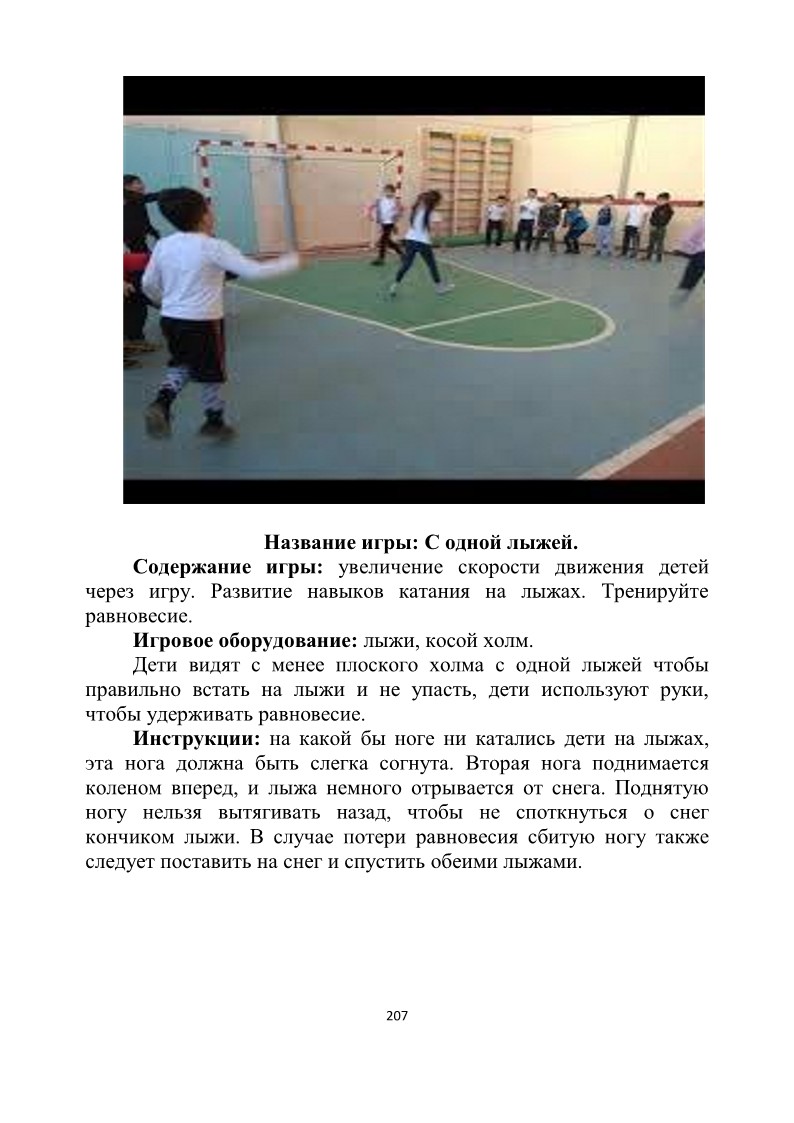 Название игры: С одной лыжей.
Содержание игры: увеличение скорости движения детей
через игру. Развитие навыков катания на лыжах. Тренируйте
равновесие.
Игровое оборудование: лыжи, косой холм.
Дети видят с менее плоского холма с одной лыжей чтобы
правильно встать на лыжи и не упасть, дети используют руки,
чтобы удерживать равновесие.
Инструкции: на какой бы ноге ни катались дети на лыжах,
эта нога должна быть слегка согнута. Вторая нога поднимается
коленом вперед, и лыжа немного отрывается от снега. Поднятую
ногу нельзя вытягивать назад, чтобы не споткнуться о снег
кончиком лыжи. В случае потери равновесия сбитую ногу также
следует поставить на снег и спустить обеими лыжами.
207